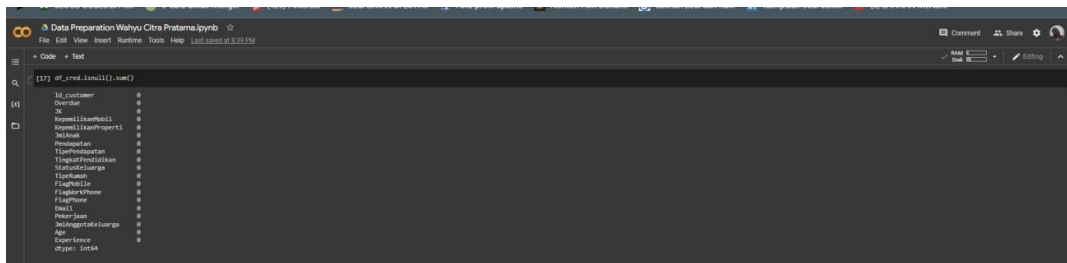 Data Preparation Wahyu Citra Pratama.ipynb
Comment Share
File Edit View Insert Runtime Tools Help Last saved at 8:39 PM
+ Code + Text
RAM
Disk
Editing
[17] df_cred.isnull().sum()
Id_customer 0
Overdue 0
JK 0
KepemilikanMobil 0
KepemilikanProperti 0
JmlAnak 0
Pendapatan 0
TipePendapatan 0
TingkatPendidikan 0
StatusKeluarga 0
TipeRumah 0
FlagMobile 0
FlagWorkPhone 0
FlagPhone 0
Email 0
Pekerjaan 0
JmlAnggotaKeluarga 0
Age 0
Experience 0
dtype: int64
{x}